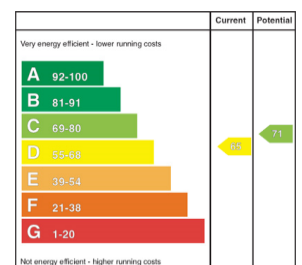 Current Potential
Very energy efficient - lower running costs
A 92-100
B 81-91
C 69-80
71
D 55-68
E 39-54
F 21-38
G 1-20
Not energy efficient - higher running costs